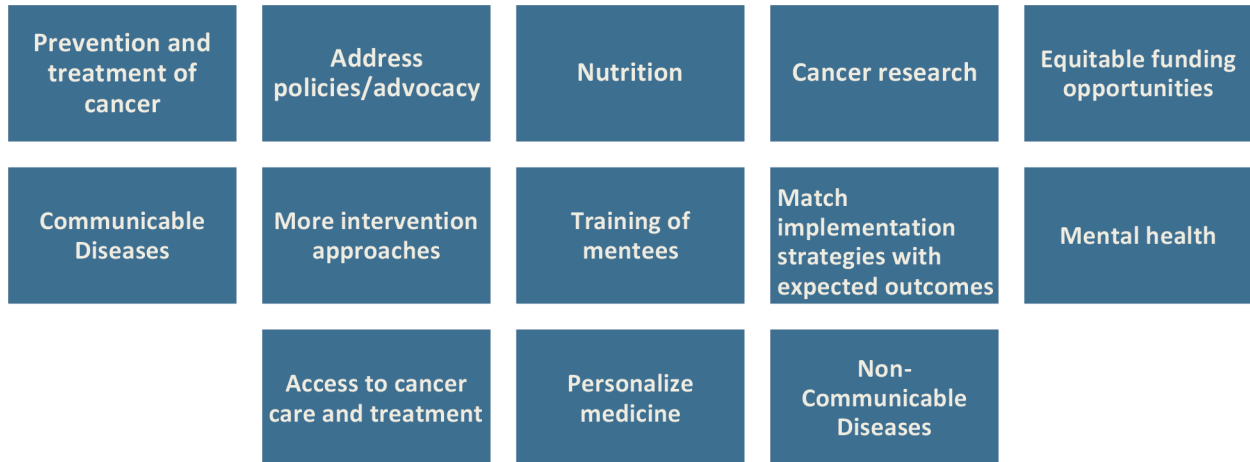 Prevention and
treatment of
cancer
Address
policies/advocacy
Nutrition
Cancer research
Equitable funding
opportunities
Communicable
Diseases
More intervention
approaches
Training of
mentees
Match
implementation
strategies with
expected outcomes
Mental health
Access to cancer
care and treatment
Personalize
medicine
Non-
Communicable
Diseases